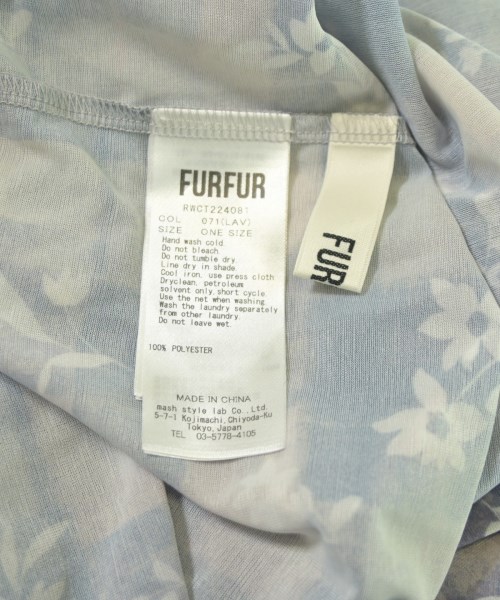 FURFUR
RWCT224081
COL 071(LAV)
SIZE ONE SIZE
Hand wash cold
Do not bleach.
Do not tumble dry.
Line dry in shade.
Cool iron, use press cloth
Dryclean, petroleum
solvent only, short cycle
Use the net when washing.
Wash the laundry separately
from other laundry.
Do not leave wet.
100% POLYESTER
MADE IN CHINA
mash style lab Co., Ltd.
5-7-1 Kojimachi, Chiyoda-Ku
Tokyo, Japan
TEL 03-5778-4105
FUR